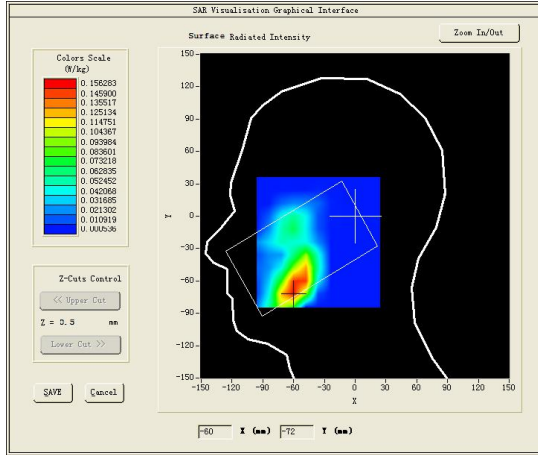 SAR Visualisation Graphical Interface
Surface Radiated Intensity
Zoom In/Out
Colors Scale
(W/kg)
0.156283
0.145900
0.135517
0.125134
0.114751
0.104367
0.093984
0.083601
0.073218
0.062835
0.052452
0.042068
0.031685
0.021302
0.010919
0.000536
Z-Cuts Control
<< Upper Cut
Z = 3.5 mm
Lower Cut >>
SAVE Cancel
150
120
90
60
30
0
-30
-60
-90
-120
-150
Y
-150 -120 -90 -60 -30 0 30 60 90 120 150
X
-60 X (mm) -72 Y (mm)